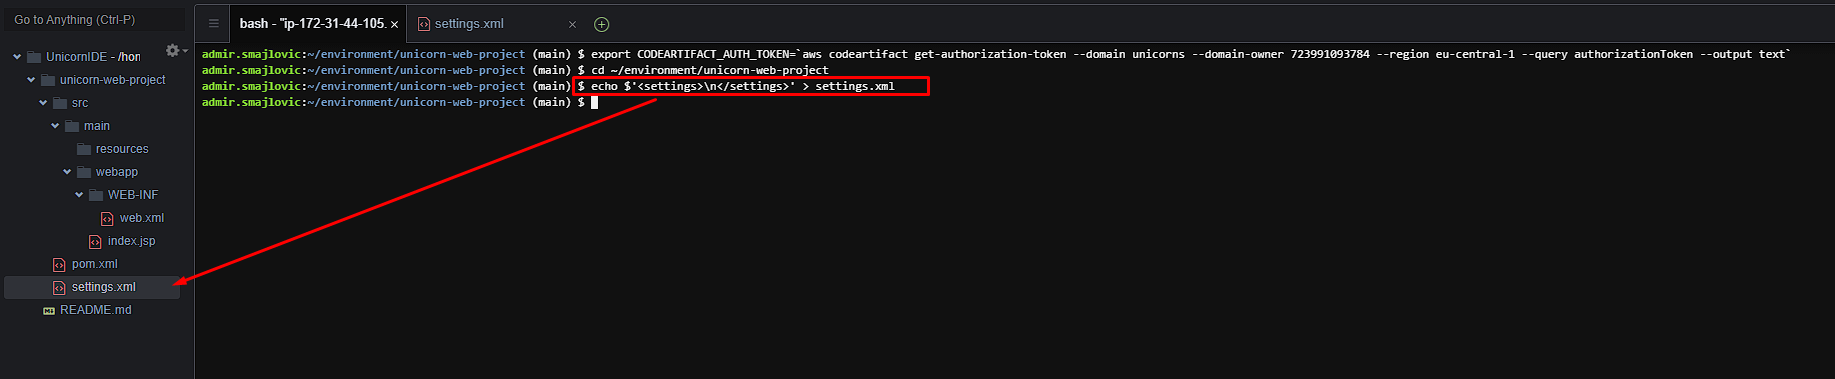 Go to Anything (Ctrl-P)
UnicornIDE - /hom
unicorn-web-project
src
main
resources
webapp
WEB-INF
web.xml
index.jsp
pom.xml
settings.xml
README.md
bash - "ip-172-31-44-105. ×
settings.xml ×
admir.smajlovic:~/environment/unicorn-web-project (main) $ export CODEARTIFACT_AUTH_TOKEN=`aws codeartifact get-authorization-token --domain unicorns --domain-owner 723991093784 --region eu-central-1 --query authorizationToken --output text`
admir.smajlovic:~/environment/unicorn-web-project (main) $ cd ~/environment/unicorn-web-project
admir.smajlovic:~/environment/unicorn-web-project (main) $ echo $'<settings>\n</settings>' > settings.xml
admir.smajlovic:~/environment/unicorn-web-project (main) $